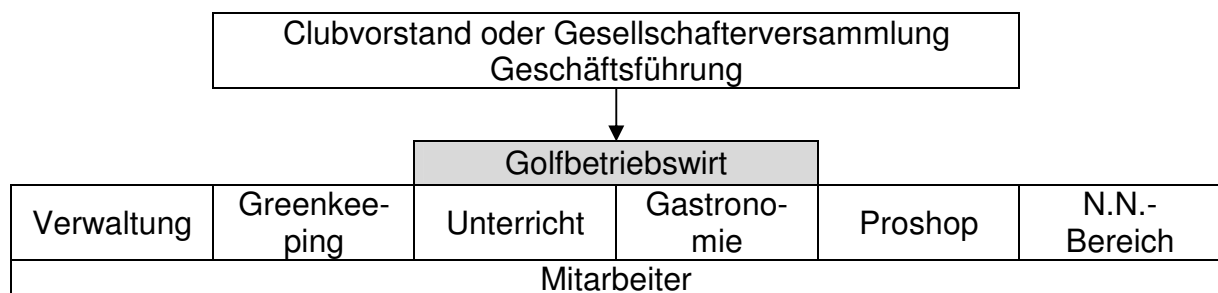 Clubvorstand oder Gesellschafterversammlung
Geschäftsführung
Golfbetriebswirt
Verwaltung
Greenkee-
ping
Unterricht
Gastrono-
mie
Proshop
N.N.-
Bereich
Mitarbeiter